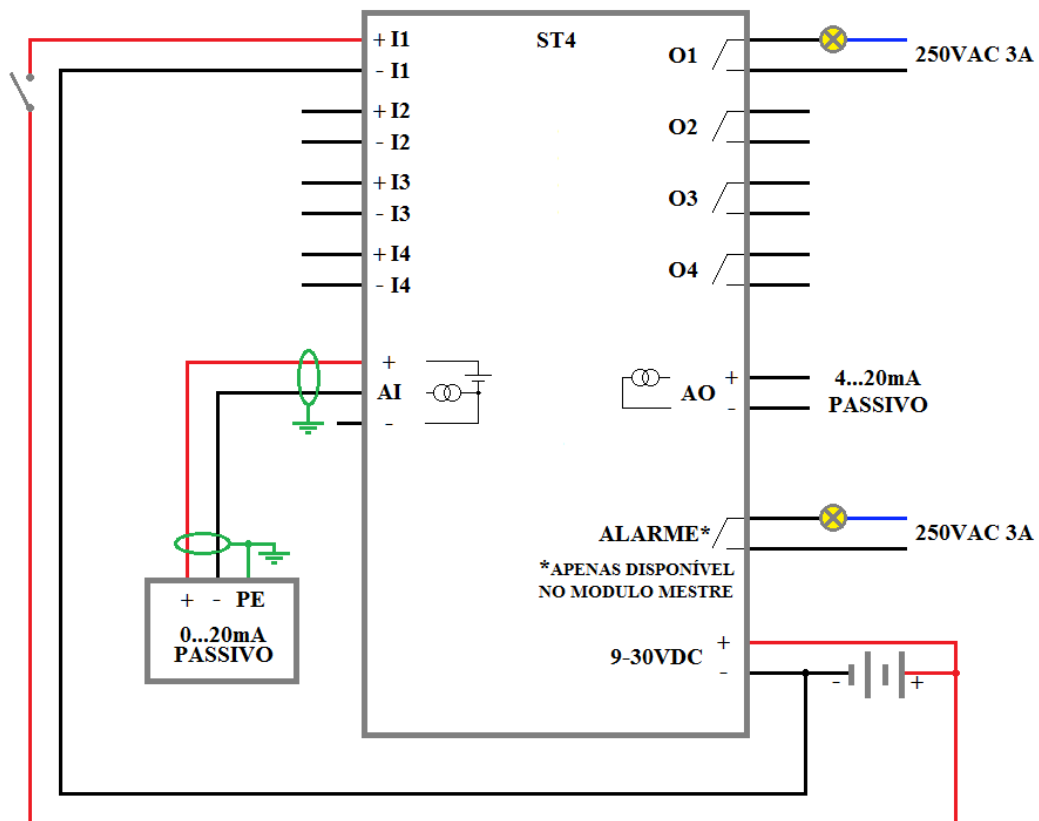 ST4
+ I1
- I1
+ I2
- I2
+ I3
- I3
+ I4
- I4
+
AI
-
+ - PE
0...20mA
PASSIVO
O1
250VAC 3A
O2
O3
O4
AO
+
-
4...20mA
PASSIVO
ALARME*
250VAC 3A
*APENAS DISPONÍVEL
NO MODULO MESTRE
9-30VDC
+
-
- +